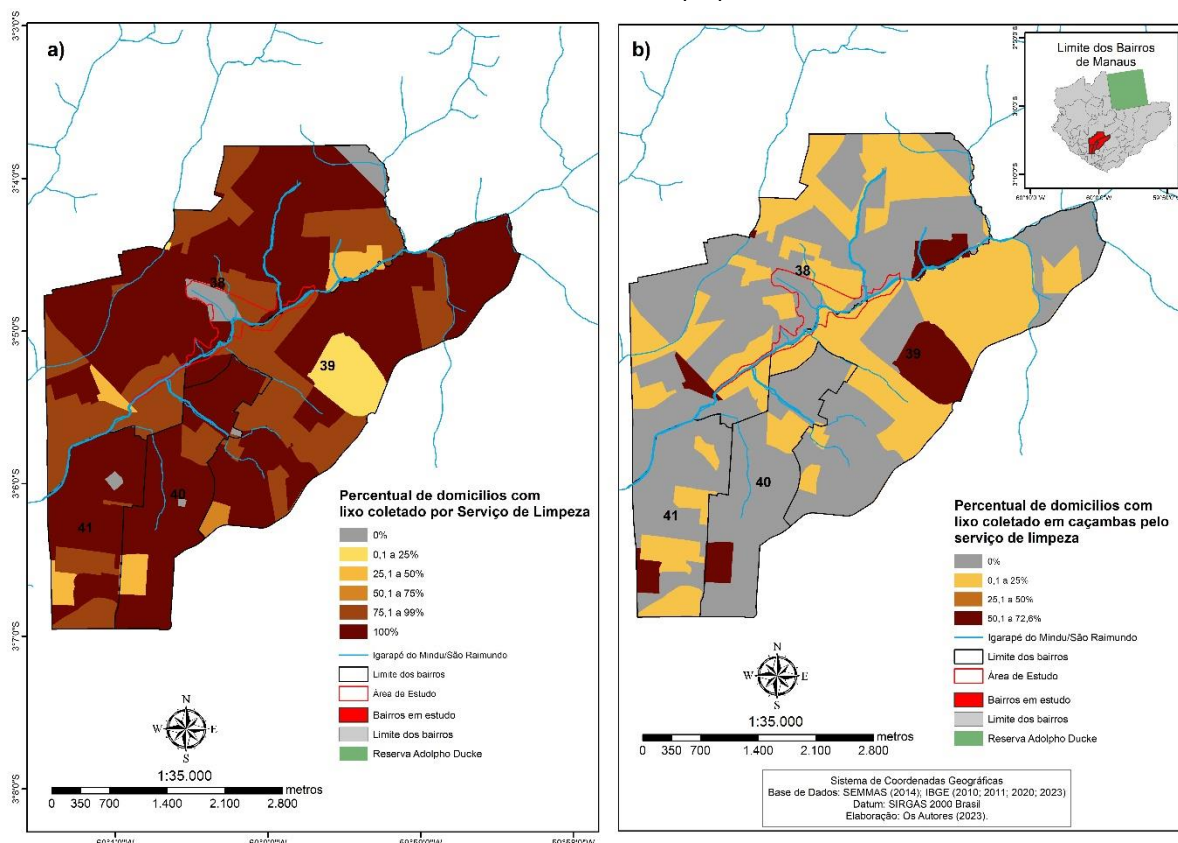 a)
3°3'0"S
3°4'0"S
3°5'0"S
3°6'0"S
3°7'0"S
3°8'0"S
38
39
40
41
Percentual de domicilios com
lixo coletado por Serviço de Limpeza
0%
0,1 a 25%
25,1 a 50%
50,1 a 75%
75,1 a 99%
100%
Igarapé do Mindu/São Raimundo
Limite dos bairros
Área de Estudo
Bairros em estudo
Limite dos bairros
Reserva Adolpho Ducke
N
W E
S
1:35.000
0 350 700 1.400 2.100 2.800 metros
b)
Limite dos Bairros
de Manaus
38
39
40
41
Percentual de domicilios com
lixo coletado em caçambas pelo
serviço de limpeza
0%
0,1 a 25%
25,1 a 50%
50,1 a 72,6%
Igarapé do Mindu/São Raimundo
Limite dos bairros
Área de Estudo
Bairros em estudo
Limite dos bairros
Reserva Adolpho Ducke
N
W E
S
1:35.000
0 350 700 1.400 2.100 2.800 metros
Sistema de Coordenadas Geográficas
Base de Dados: SEMMAS (2014); IBGE (2010; 2011; 2020; 2023)
Datum: SIRGAS 2000 Brasil
Elaboração: Os Autores (2023).